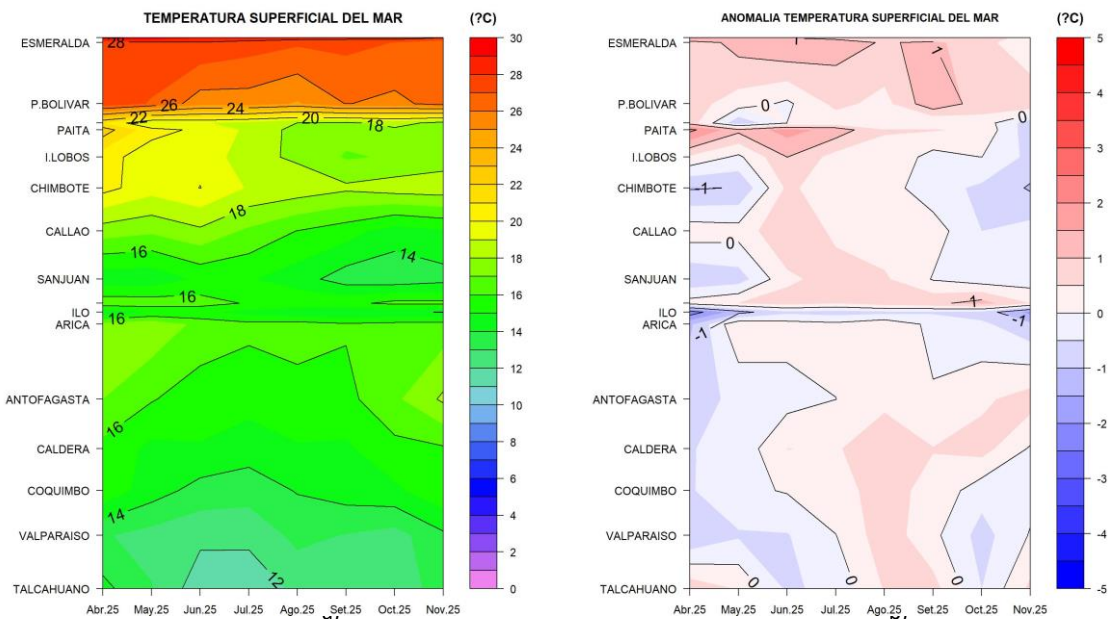 TEMPERATURA SUPERFICIAL DEL MAR
(?C)
ESMERALDA
P.BOLIVAR
PAITA
I.LOBOS
CHIMBOTE
CALLAO
SANJUAN
ILO
ARICA
ANTOFAGASTA
CALDERA
COQUIMBO
VALPARAISO
TALCAHUANO
28
26
24
22
20
18
18
16
14
16
16
16
14
12
Abr.25 May.25 Jun.25 Jul.25 Ago.25 Set.25 Oct.25 Nov.25
30
28
26
24
22
20
18
16
14
12
10
8
6
4
2
0
ANOMALIA TEMPERATURA SUPERFICIAL DEL MAR
(?C)
ESMERALDA
P.BOLIVAR
PAITA
I.LOBOS
CHIMBOTE
CALLAO
SANJUAN
ILO
ARICA
ANTOFAGASTA
CALDERA
COQUIMBO
VALPARAISO
TALCAHUANO
1
1
0
0
-1
0
1
-1
-1
0
0
0
0
Abr.25 May.25 Jun.25 Jul.25 Ago.25 Set.25 Oct.25 Nov.25
5
4
3
2
1
0
-1
-2
-3
-4
-5